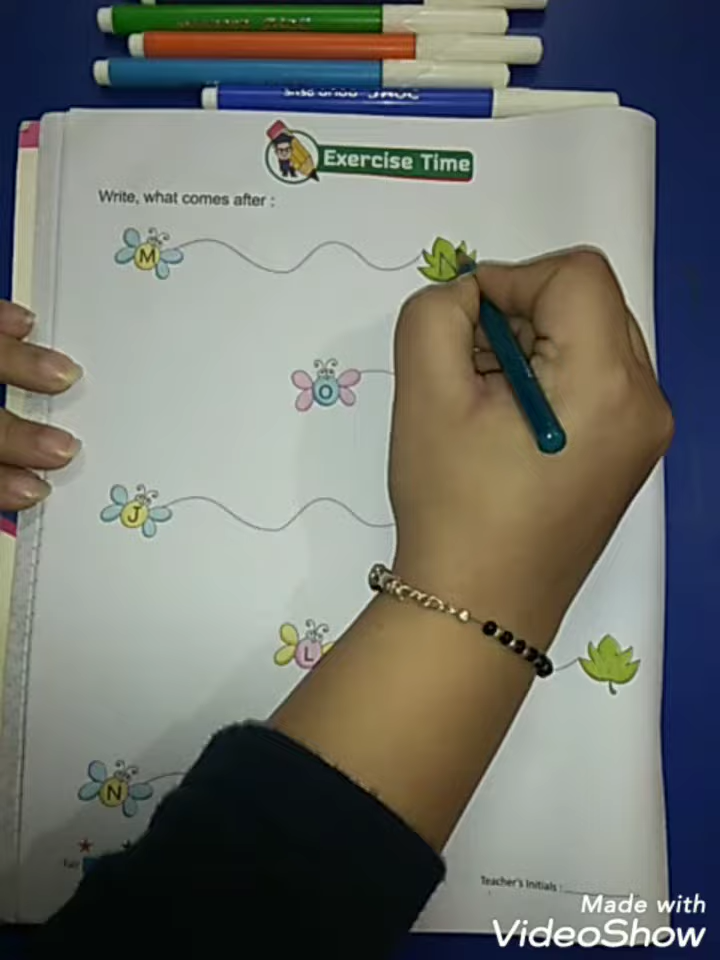 Exercise Time
Write, what comes after :
M
N
O
J
L
N
Teacher's Initials :
Made with
VideoShow